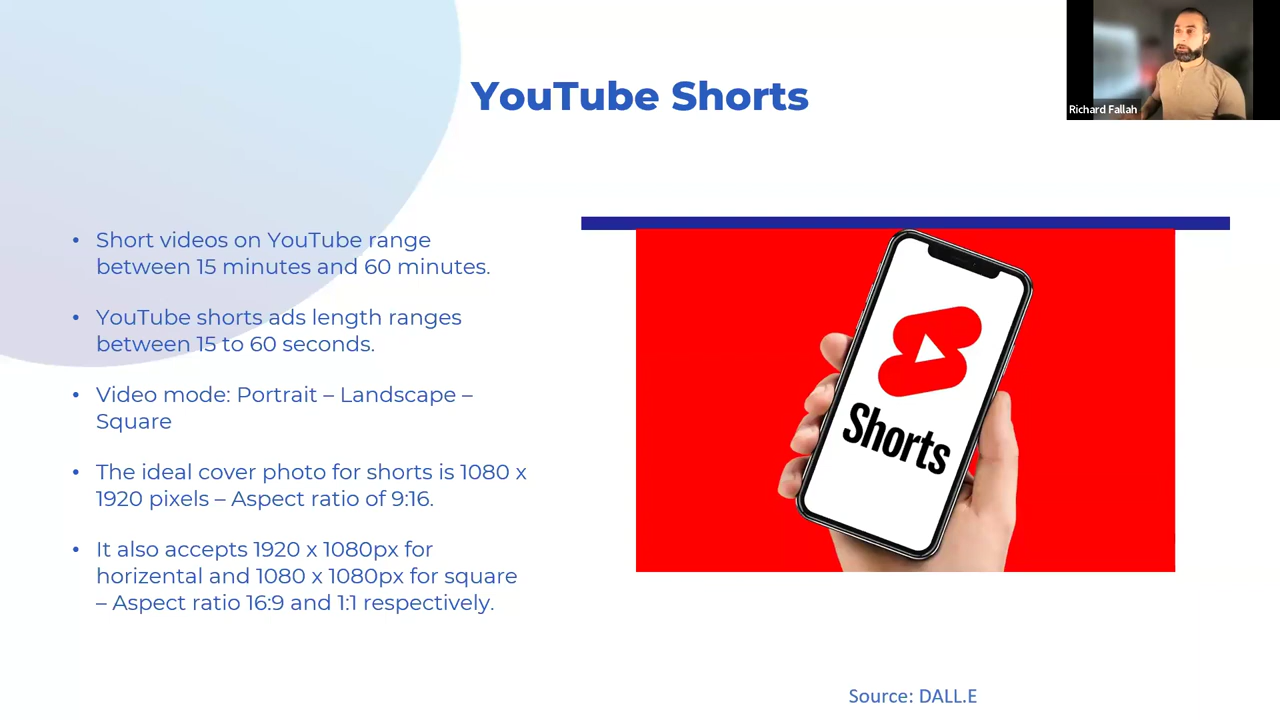 YouTube Shorts
Richard Fallah
• Short videos on YouTube range
between 15 minutes and 60 minutes.
• YouTube shorts ads length ranges
between 15 to 60 seconds.
• Video mode: Portrait – Landscape –
Square
• The ideal cover photo for shorts is 1080 x
1920 pixels – Aspect ratio of 9:16.
• It also accepts 1920 x 1080px for
horizental and 1080 x 1080px for square
– Aspect ratio 16:9 and 1:1 respectively.
Shorts
Source: DALL.E